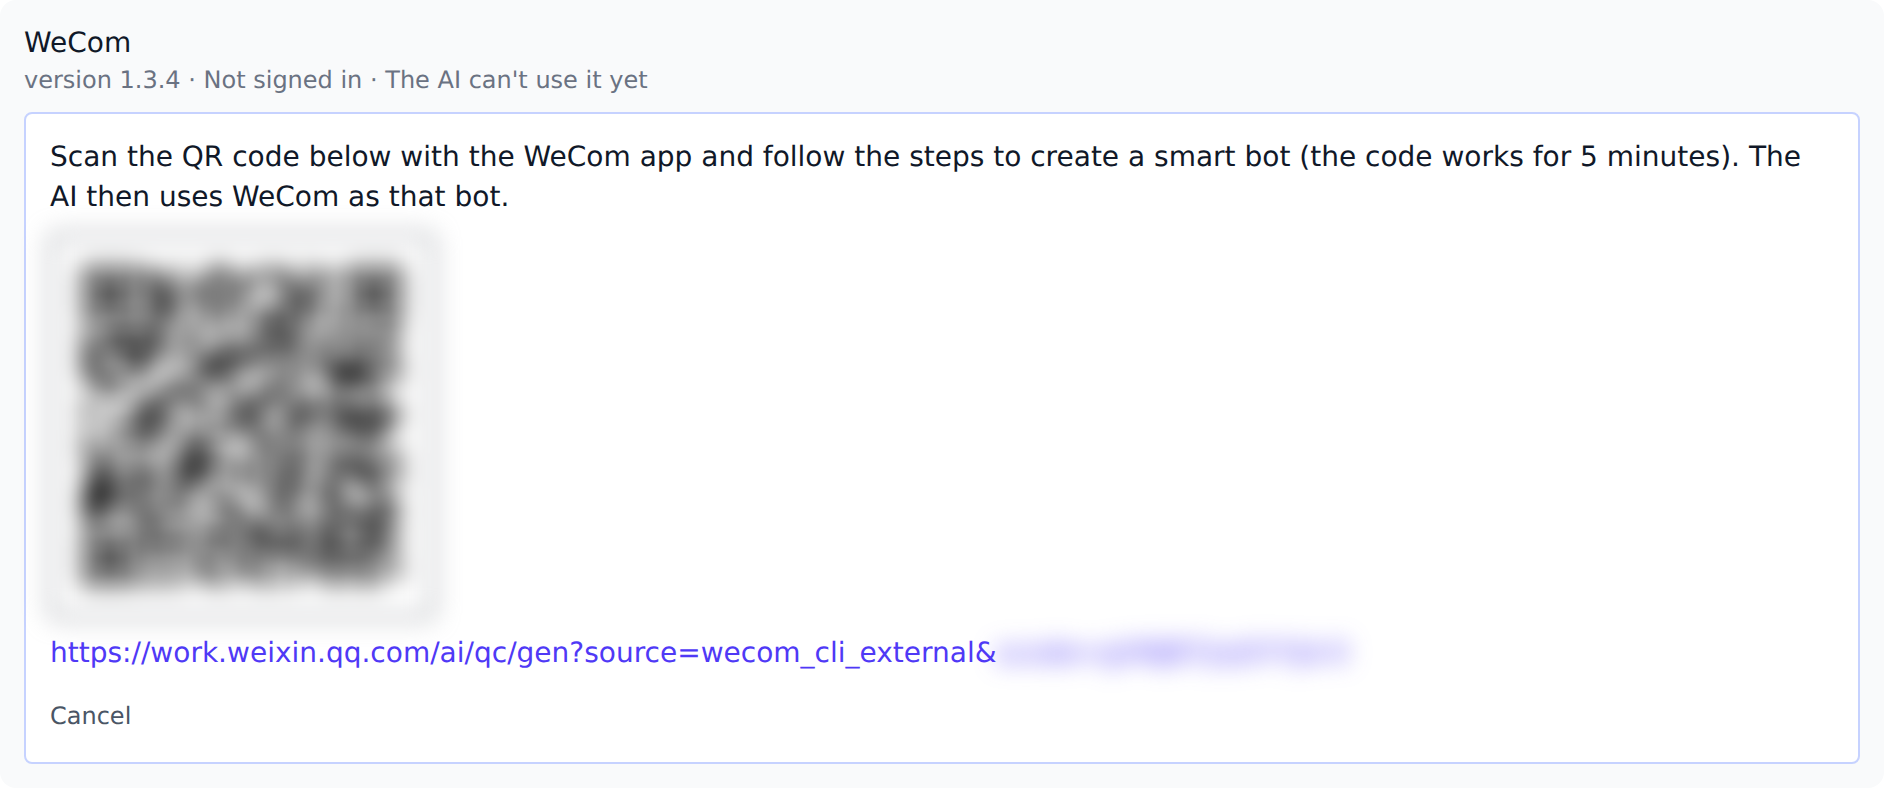 WeCom
version 1.3.4 · Not signed in · The AI can't use it yet
Scan the QR code below with the WeCom app and follow the steps to create a smart bot (the code works for 5 minutes). The
AI then uses WeCom as that bot.
https://work.weixin.qq.com/ai/qc/gen?source=wecom_cli_external&
Cancel